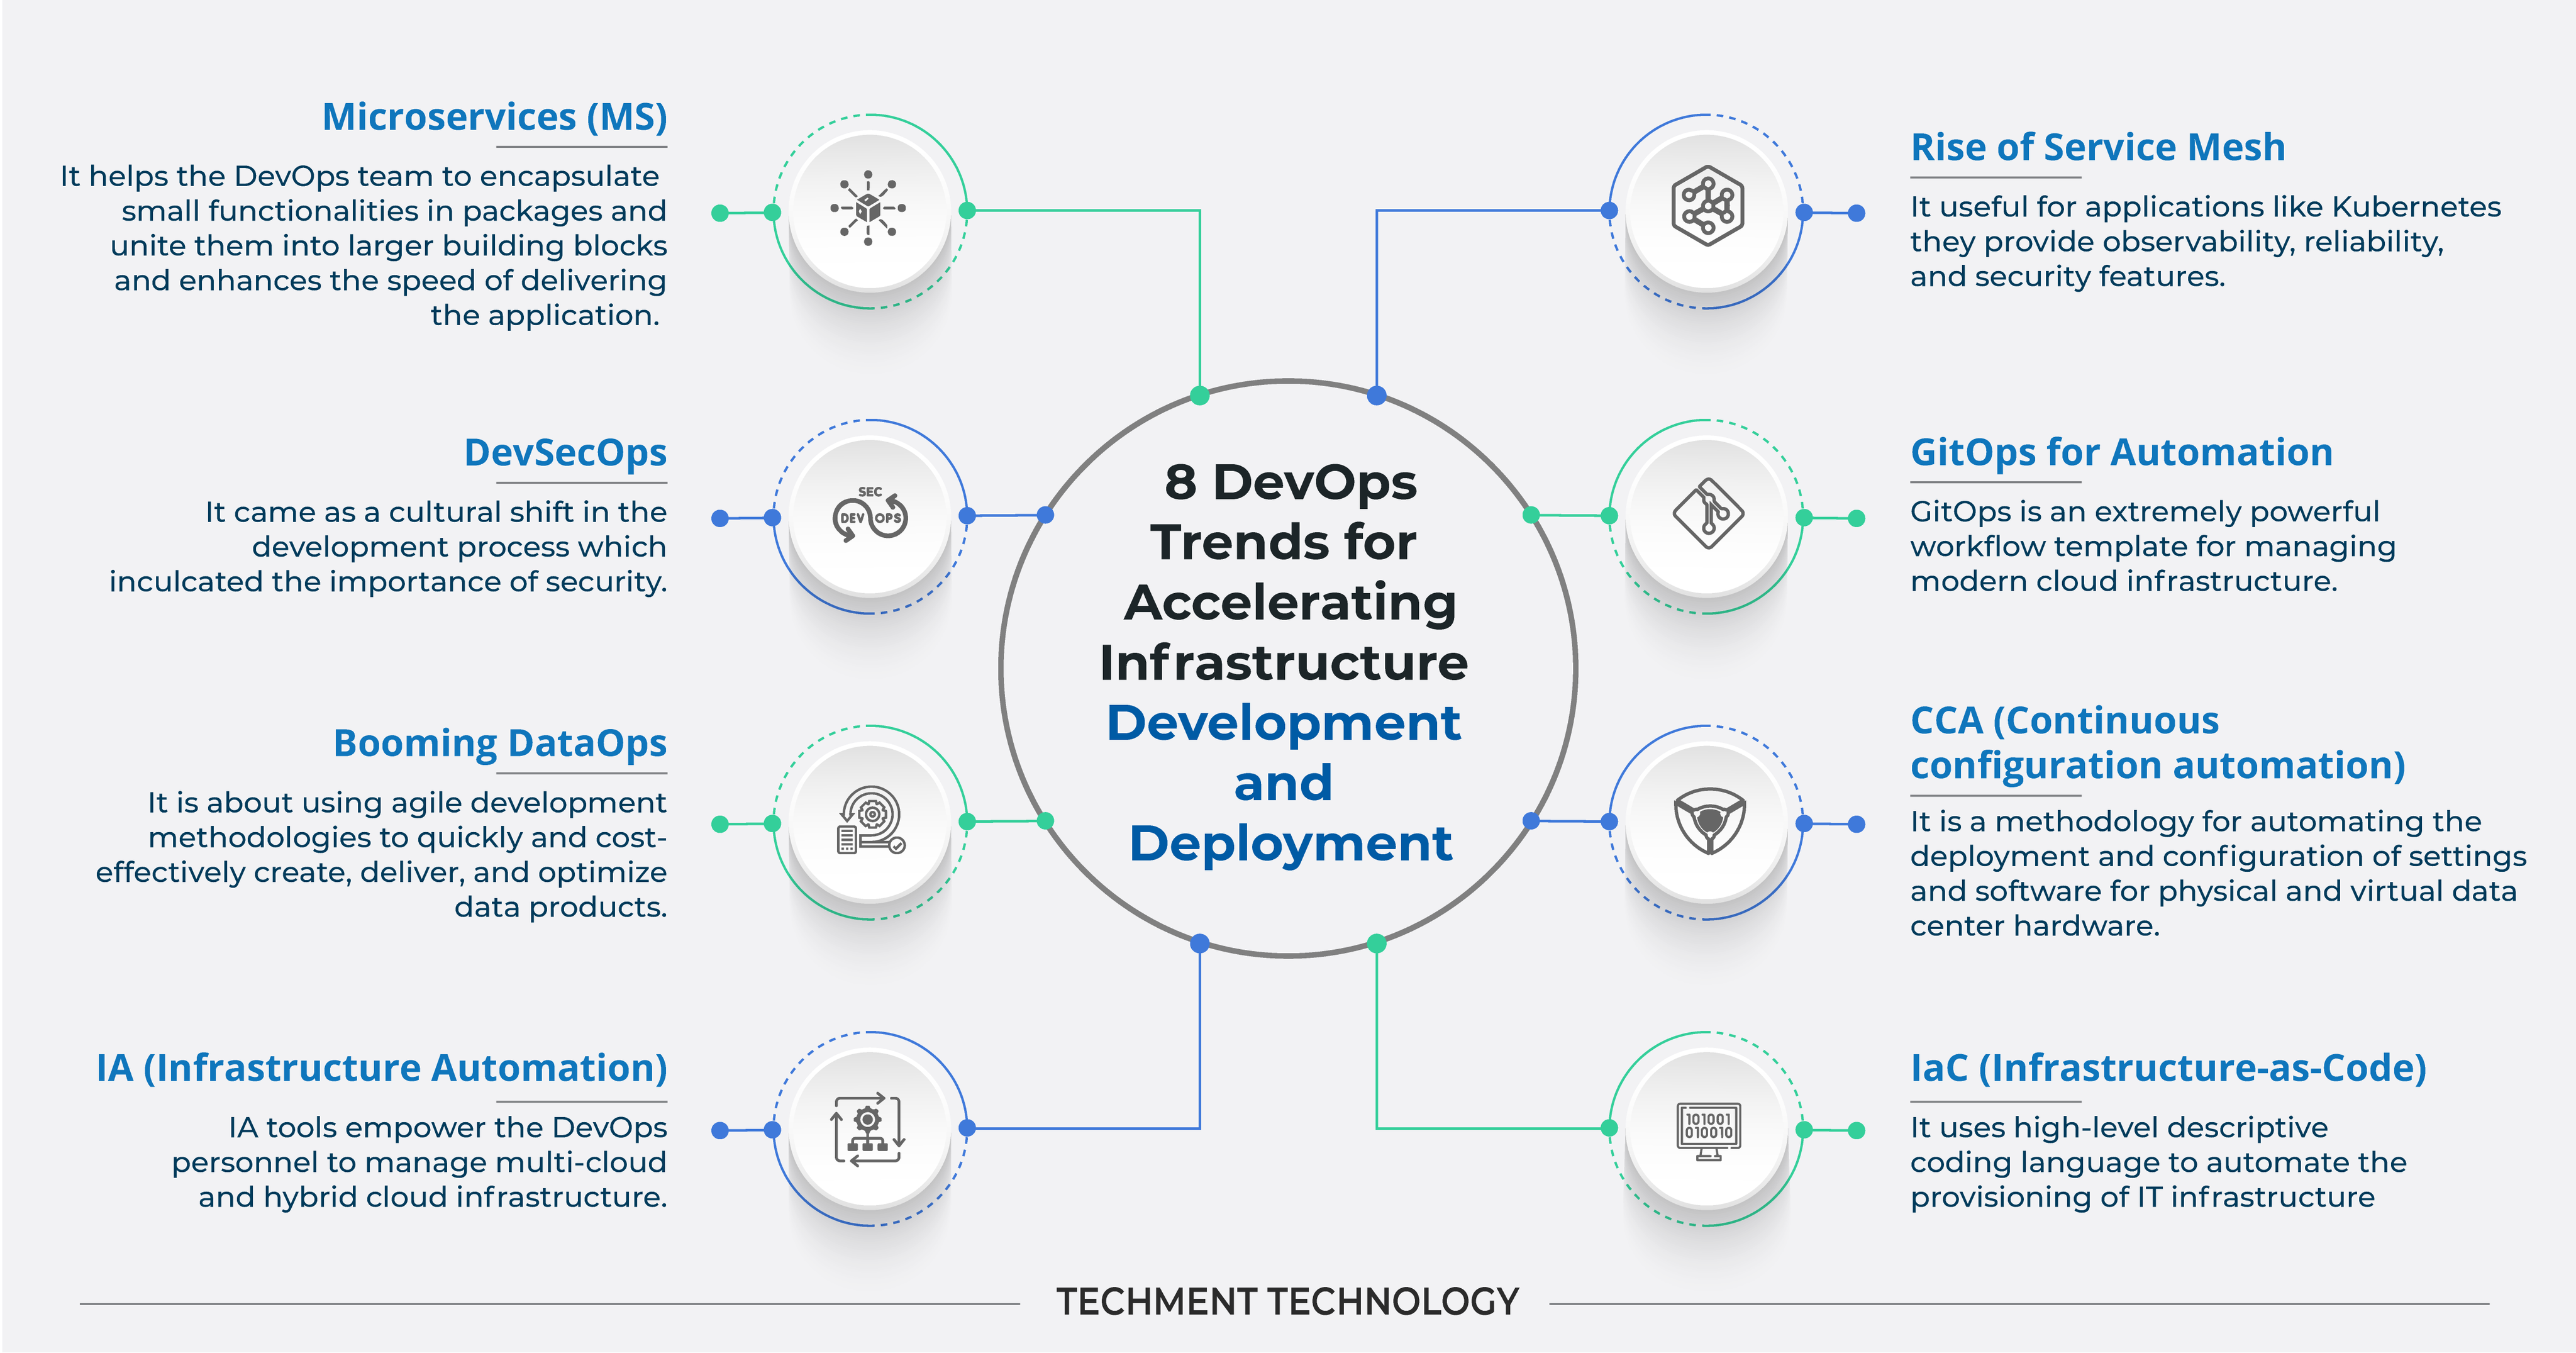 Microservices (MS)
It helps the DevOps team to encapsulate
small functionalities in packages and
unite them into larger building blocks
and enhances the speed of delivering
the application.
DevSecOps
It came as a cultural shift in the
development process which
inculcated the importance of security.
Booming DataOps
It is about using agile development
methodologies to quickly and cost-
effectively create, deliver, and optimize
data products.
IA (Infrastructure Automation)
IA tools empower the DevOps
personnel to manage multi-cloud
and hybrid cloud infrastructure.
SEC
DEV OPS
8 DevOps
Trends for
Accelerating
Infrastructure
Development
and
Deployment
Rise of Service Mesh
It useful for applications like Kubernetes
they provide observability, reliability,
and security features.
GitOps for Automation
GitOps is an extremely powerful
workflow template for managing
modern cloud infrastructure.
CCA (Continuous
configuration automation)
It is a methodology for automating the
deployment and configuration of settings
and software for physical and virtual data
center hardware.
IaC (Infrastructure-as-Code)
It uses high-level descriptive
coding language to automate the
provisioning of IT infrastructure
101001
010010
TECHMENT TECHNOLOGY